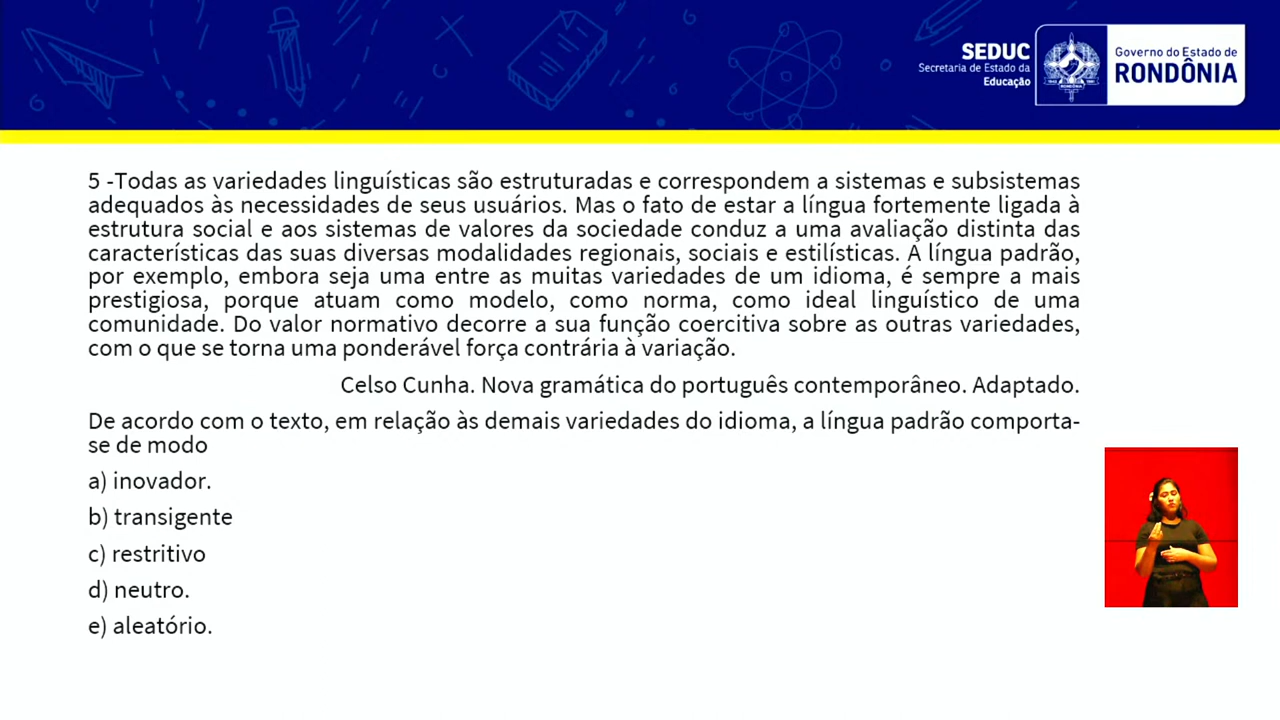 SEDUC
Secretaria de Estado da
Educação
Governo do Estado de
RONDÔNIA
5 -Todas as variedades linguísticas são estruturadas e correspondem a sistemas e subsistemas
adequados às necessidades de seus usuários. Mas o fato de estar a língua fortemente ligada à
estrutura social e aos sistemas de valores da sociedade conduz a uma avaliação distinta das
características das suas diversas modalidades regionais, sociais e estilísticas. A língua padrão,
por exemplo, embora seja uma entre as muitas variedades de um idioma, é sempre a mais
prestigiosa, porque atuam como modelo, como norma, como ideal linguístico de uma
comunidade. Do valor normativo decorre a sua função coercitiva sobre as outras variedades,
com o que se torna uma ponderável força contrária à variação.
Celso Cunha. Nova gramática do português contemporâneo. Adaptado.
De acordo com o texto, em relação às demais variedades do idioma, a língua padrão comporta-
se de modo
a) inovador.
b) transigente
c) restritivo
d) neutro.
e) aleatório.